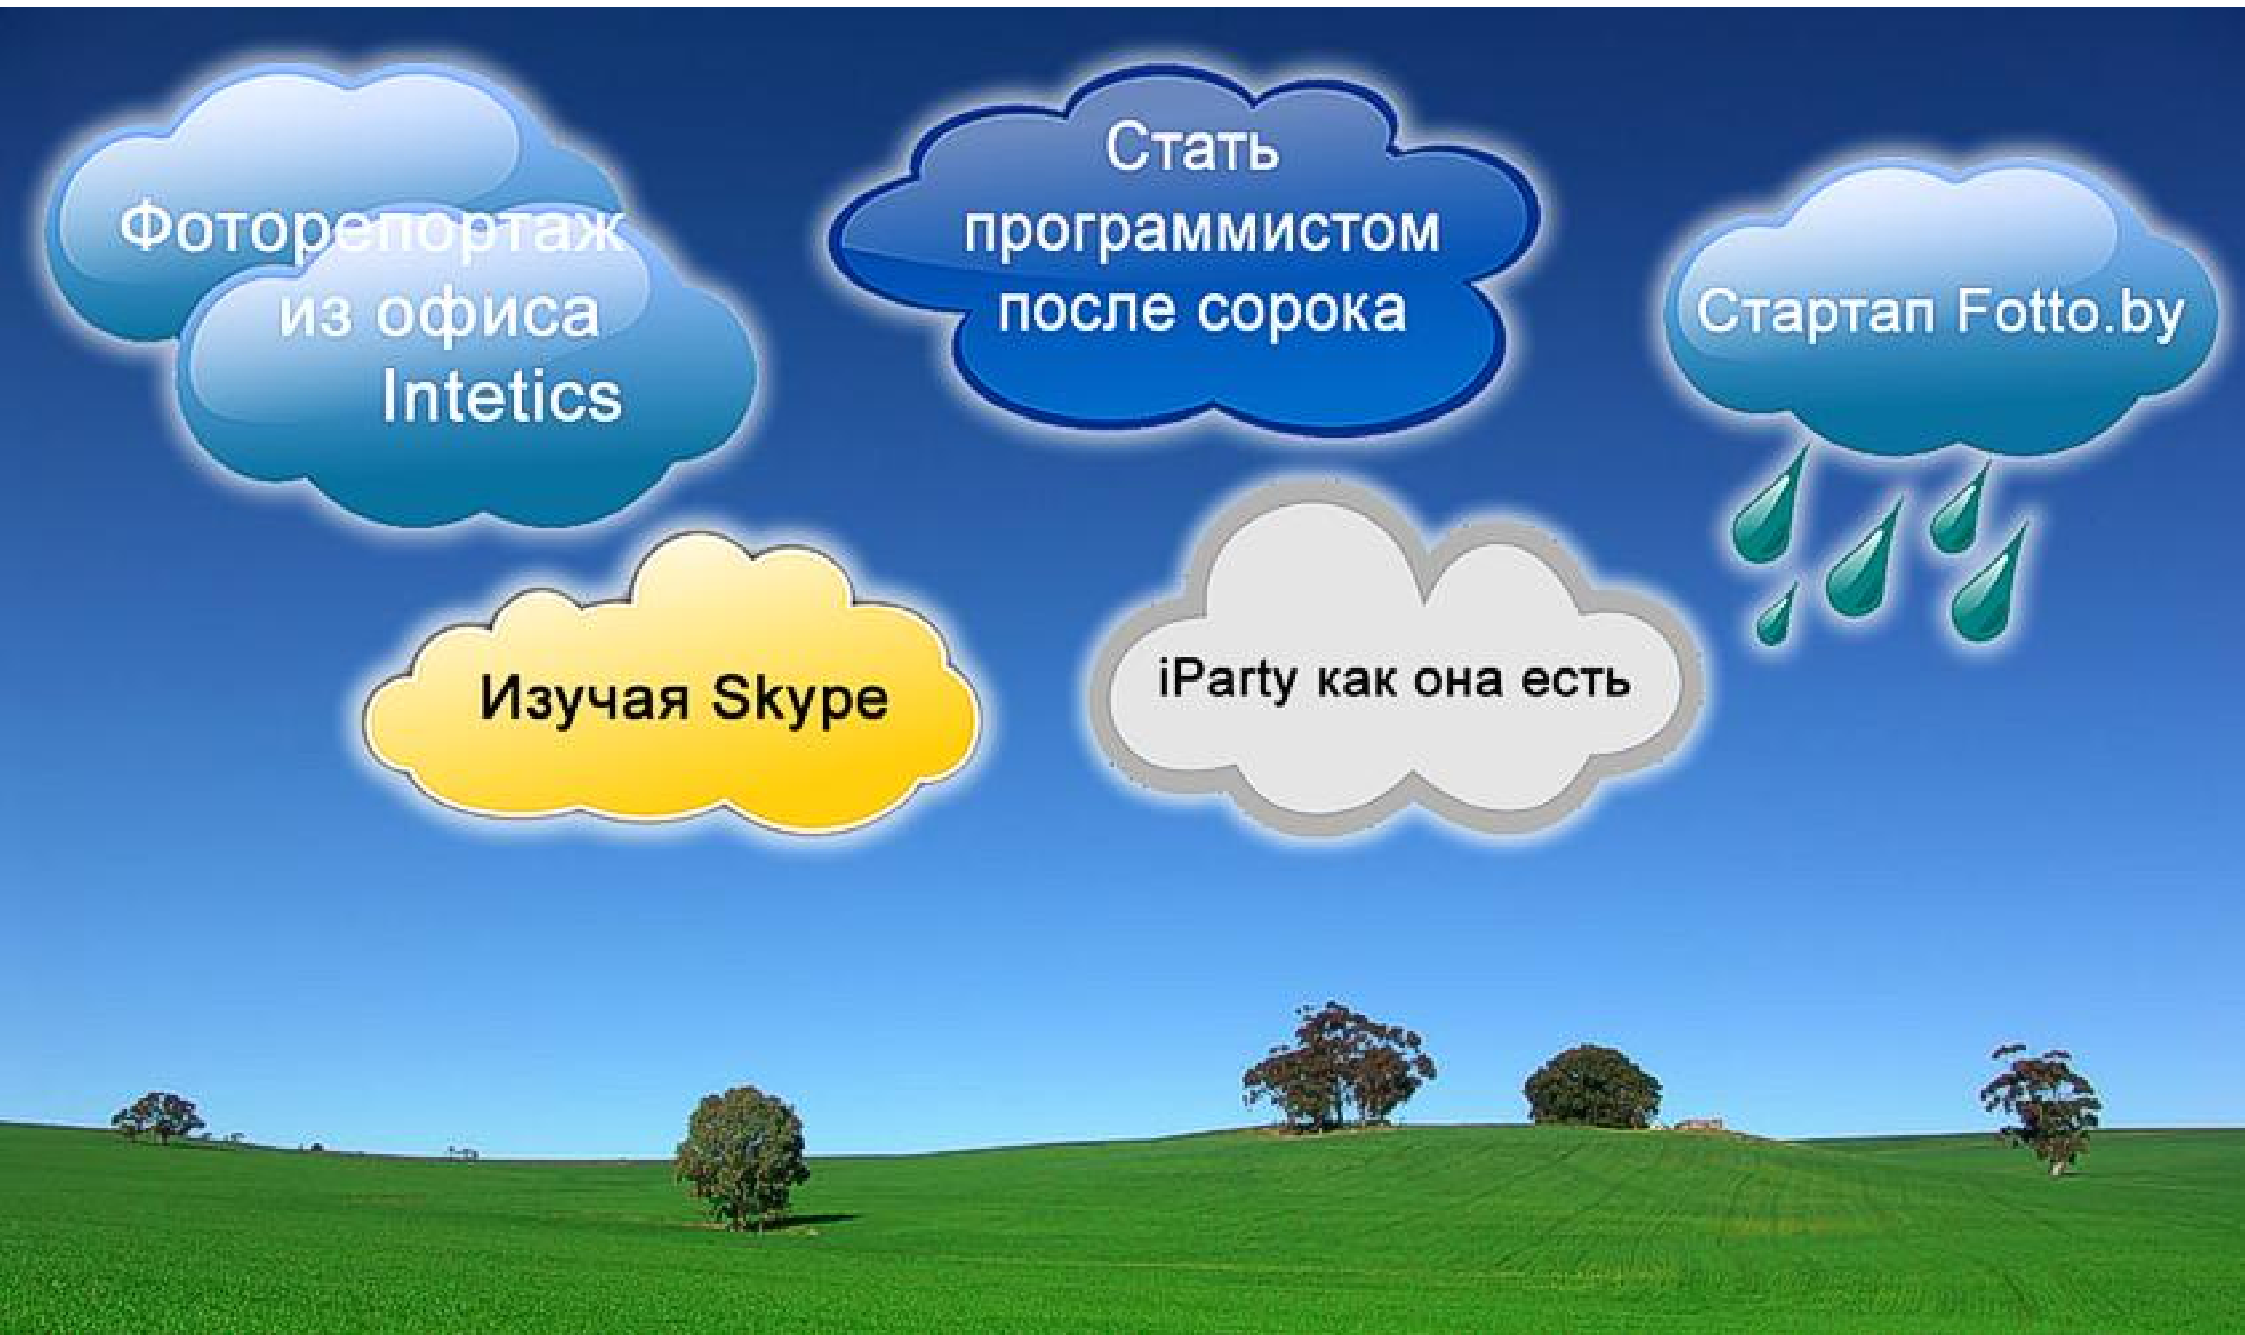 Фоторепортаж
из офиса
Intetics
Стать
программистом
после сорока
Стартап Fotto.by
Изучая Skype
iParty как она есть